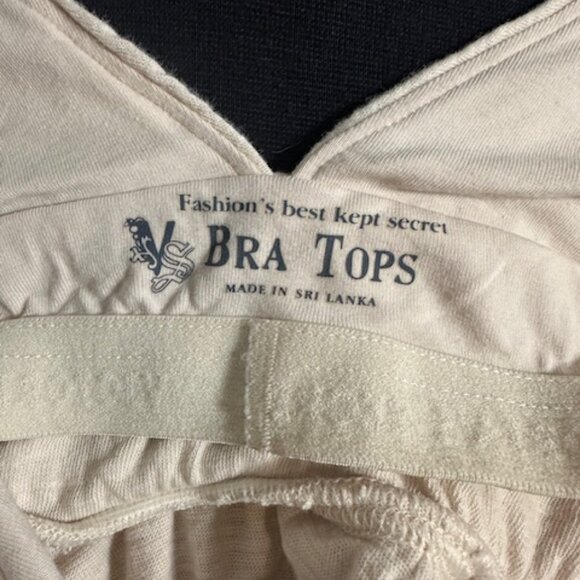 Fashion's best kept secret
VS BRA TOPS
MADE IN SRI LANKA